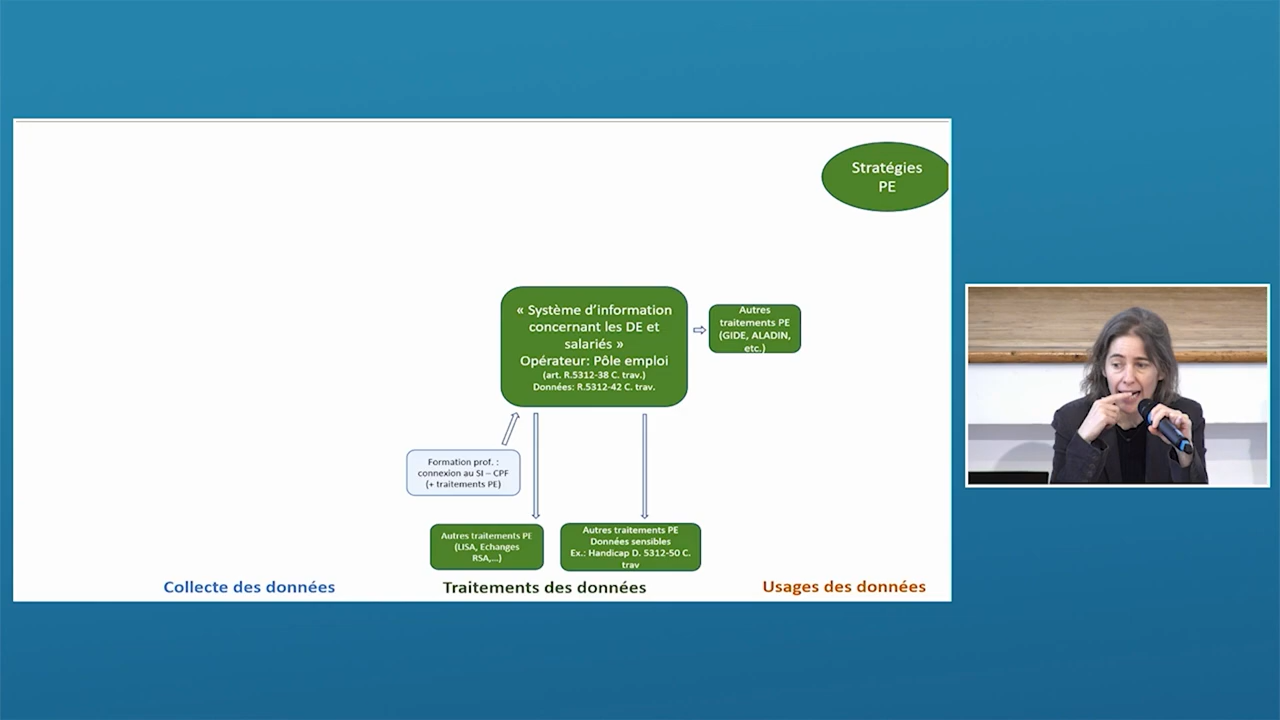 Stratégies
PE
« Système d'information
concernant les DE et
salariés »
Opérateur: Pôle emploi
(art. R.5312-38 C. trav.)
Données: R.5312-42 C. trav.
Autres
traitements PE
(GIDE, ALADIN,
etc.)
Formation prof. :
connexion au SI – CPF
(+ traitements PE)
Autres traitements PE
(LISA, Echanges
RSA,...)
Autres traitements PE
Données sensibles
Ex.: Handicap D. 5312-50 C.
trav
Collecte des données
Traitements des données
Usages des données